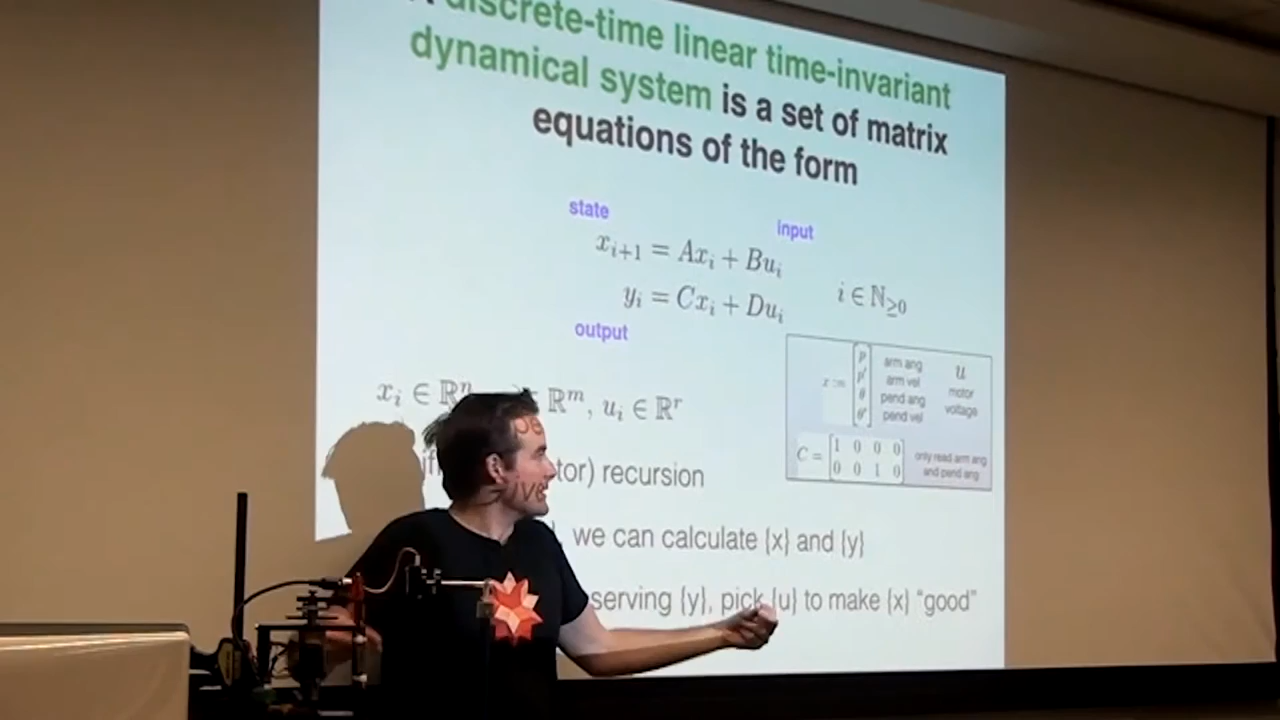 discrete-time linear time-invariant
dynamical system is a set of matrix
equations of the form
state
input
x_{i+1} = Ax_i + Bu_i
y_i = Cx_i + Du_i
i ∈ ℕ_{≥0}
output
x_i ∈ ℝⁿ ℝᵐ, u_i ∈ ℝʳ
x := [p p' θ θ']
arm ang
arm vel
pend ang
pend vel
u
motor
voltage
C = [1 0 0 0
0 0 1 0]
only read arm ang
and pend ang
recursion
we can calculate {x} and {y}
{y}, pick {u} to make {x} “good”